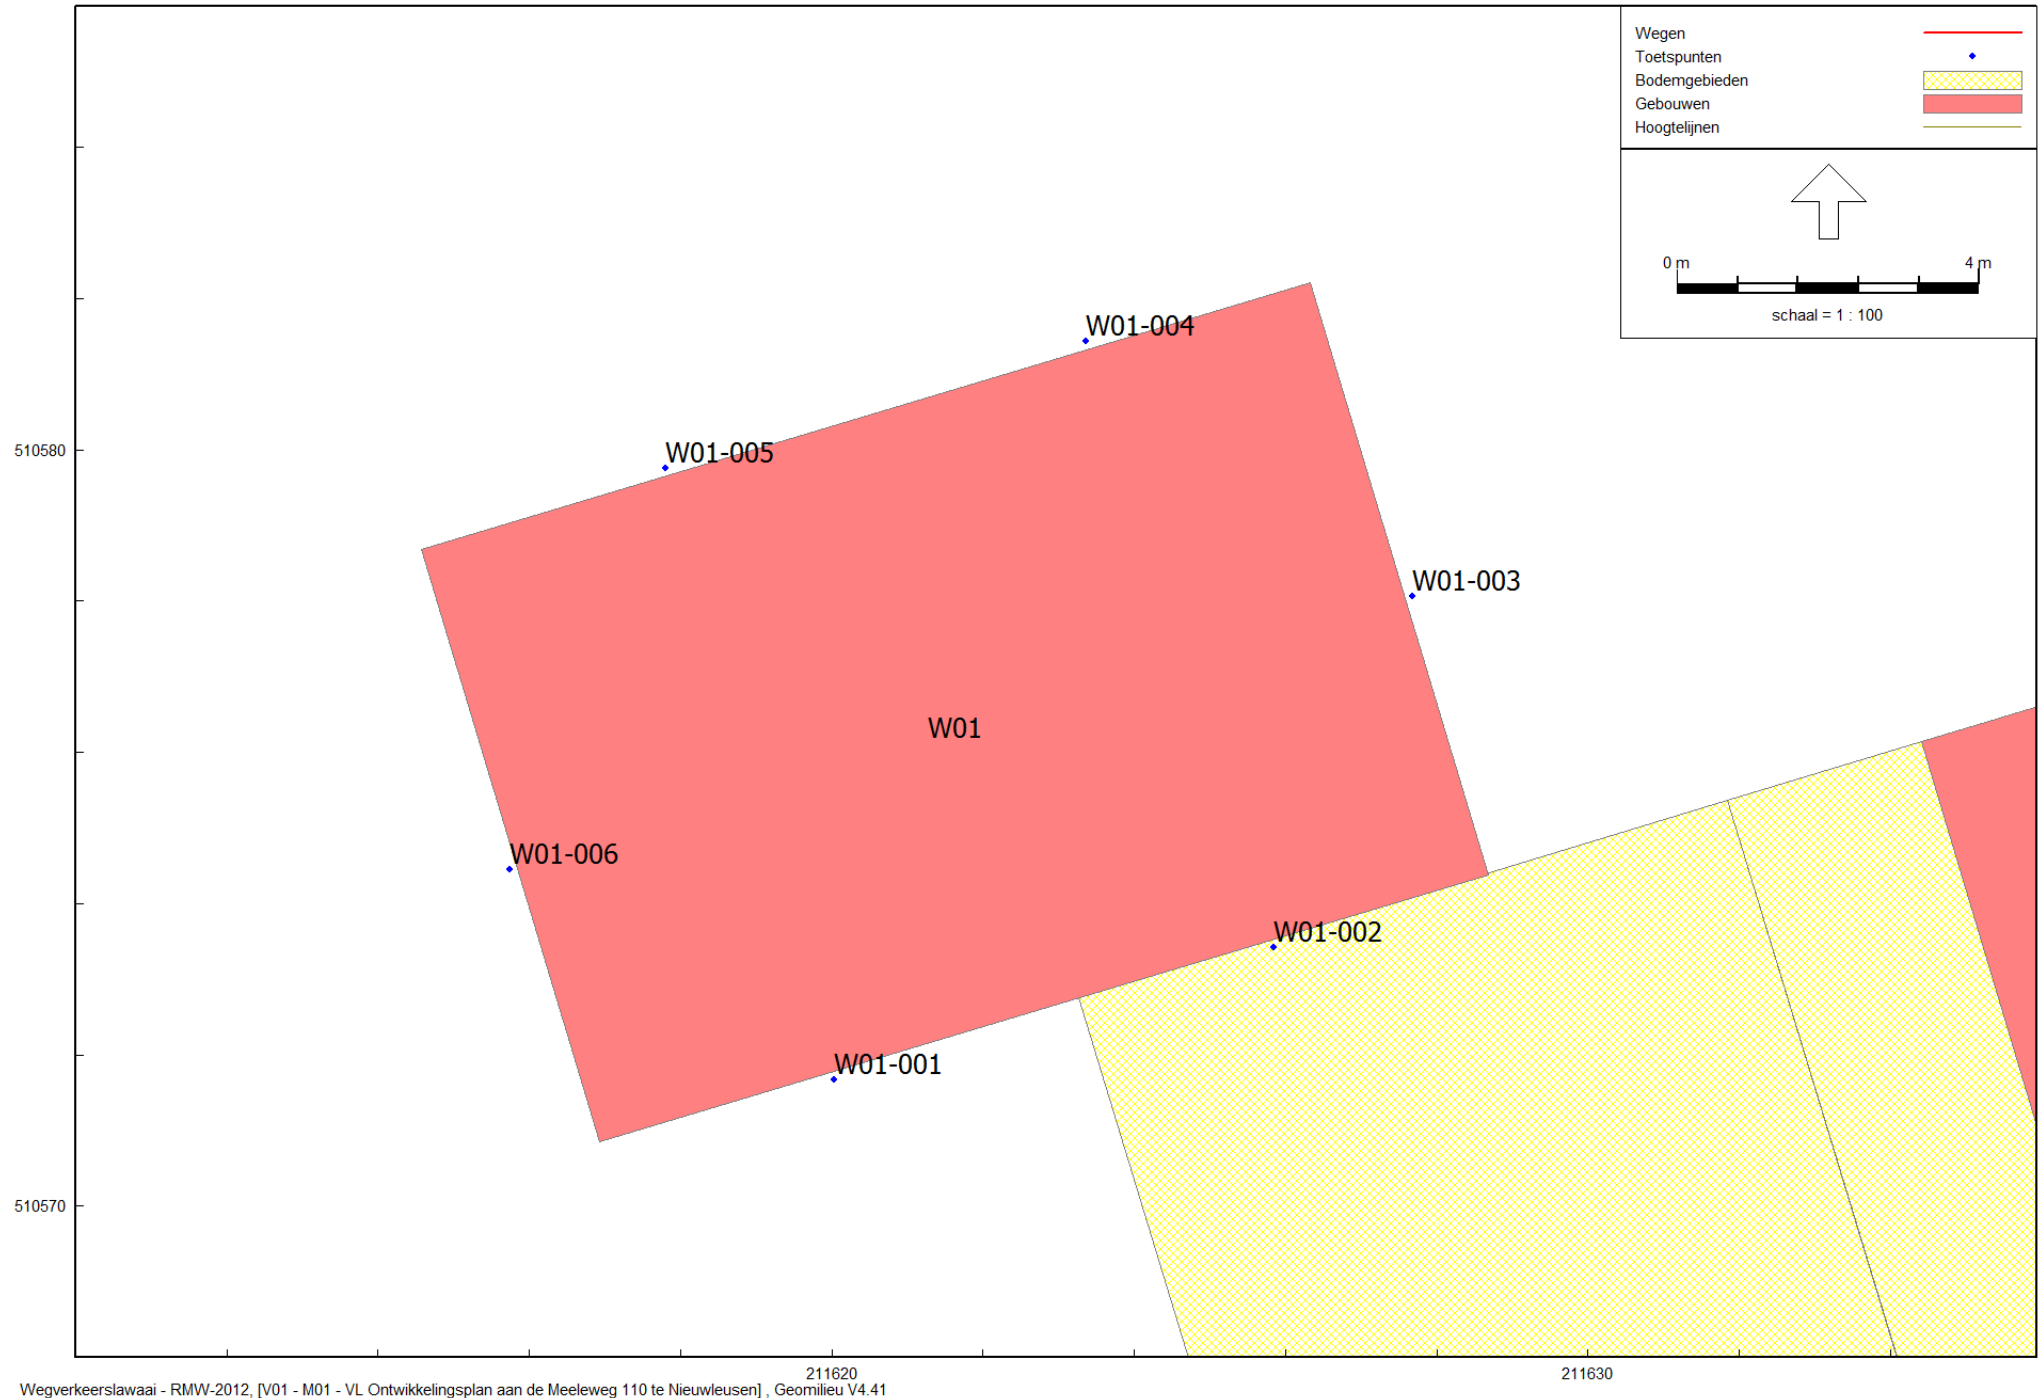 Wegen
Toetspunten
Bodemgebieden
Gebouwen
Hoogtelijnen
0 m 4 m
schaal = 1 : 100
W01-004
510580
W01-005
W01-003
W01
W01-006
W01-002
W01-001
510570
211620 211630
Wegverkeerslawaai - RMW-2012, [V01 - M01 - VL Ontwikkelingsplan aan de Meeleweg 110 te Nieuwleusen] , Geomilieu V4.41